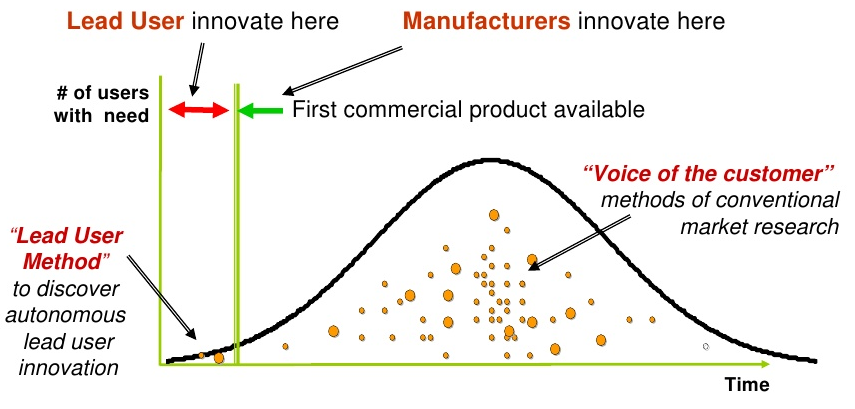 Lead User innovate here
Manufacturers innovate here
# of users
with need
First commercial product available
“Voice of the customer”
methods of conventional
market research
“Lead User
Method”
to discover
autonomous
lead user
innovation
Time